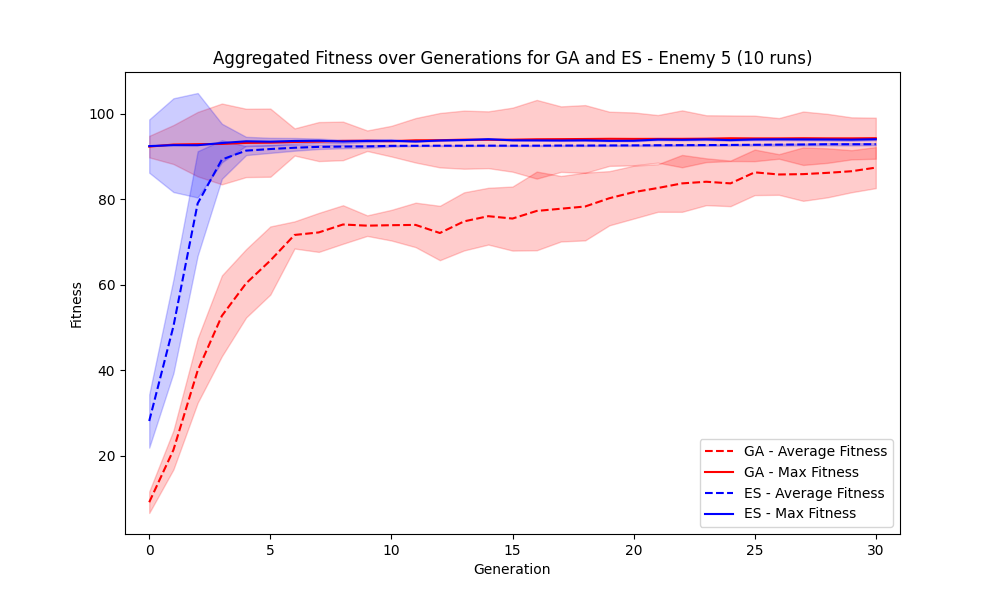 Aggregated Fitness over Generations for GA and ES - Enemy 5 (10 runs)
Fitness
100
80
60
40
20
0 5 10 15 20 25 30
Generation
GA - Average Fitness
GA - Max Fitness
ES - Average Fitness
ES - Max Fitness